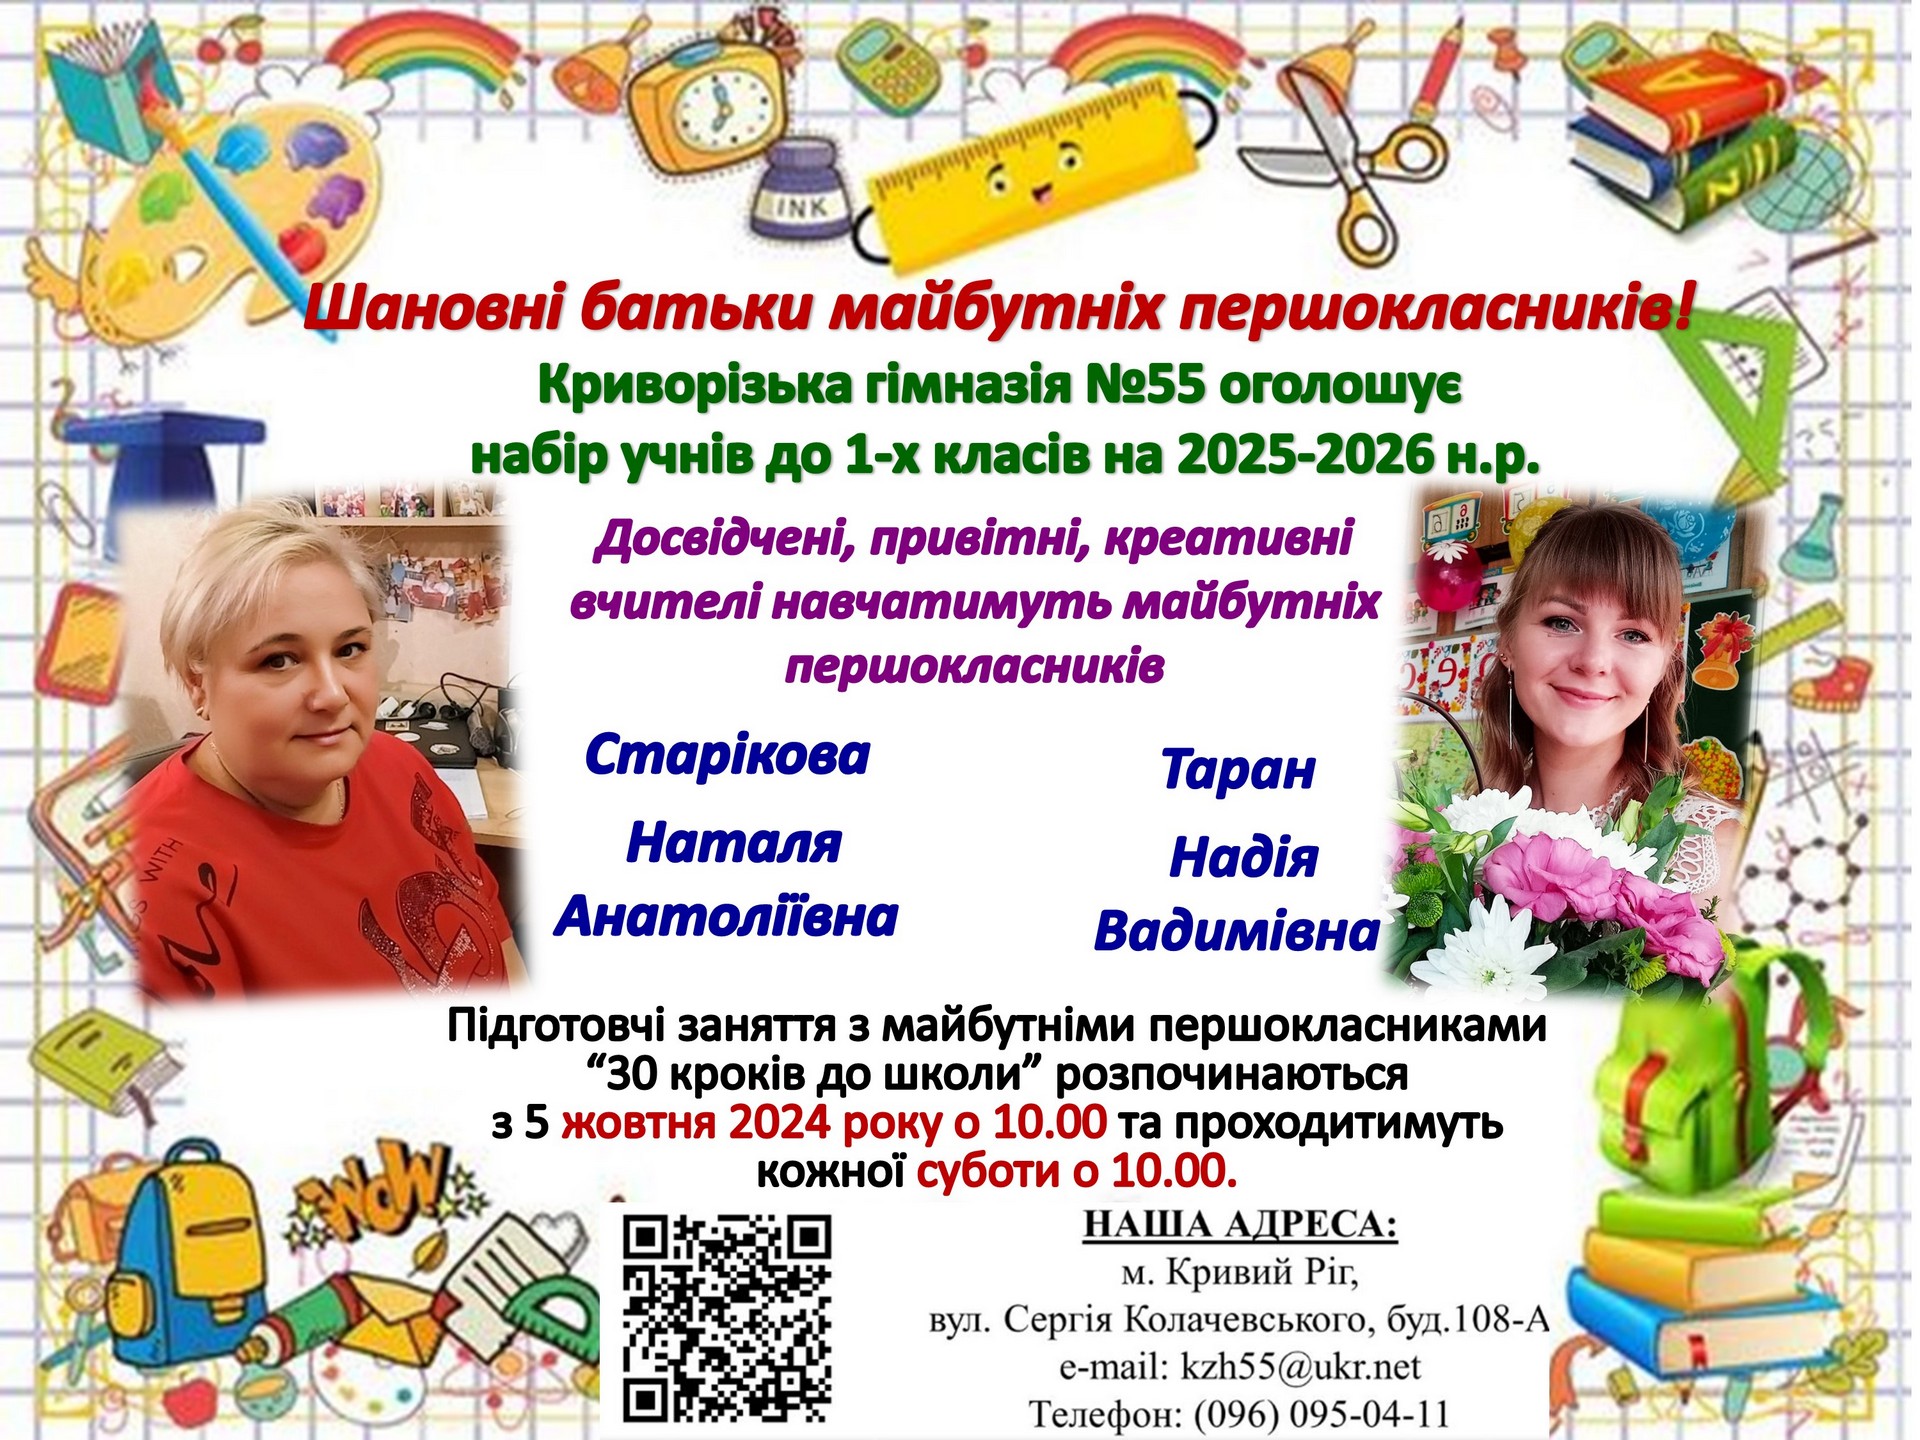 INK
Шановні батьки майбутніх першокласників!
Криворізька гімназія №55 оголошує
набір учнів до 1-х класів на 2025-2026 н.р.
Досвідчені, привітні, креативні
вчителі навчатимуть майбутніх
першокласників
Старікова
Наталя
Анатоліївна
Таран
Надія
Вадимівна
WITH
Підготовчі заняття з майбутніми першокласниками
“30 кроків до школи” розпочинаються
з 5 жовтня 2024 року о 10.00 та проходитимуть
кожної суботи о 10.00.
WOW
НАША АДРЕСА:
м. Кривий Ріг,
вул. Сергія Колачевського, буд.108-А
e-mail: kzh55@ukr.net
Телефон: (096) 095-04-11